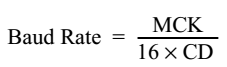 Baud Rate = MCK / 16 × CD